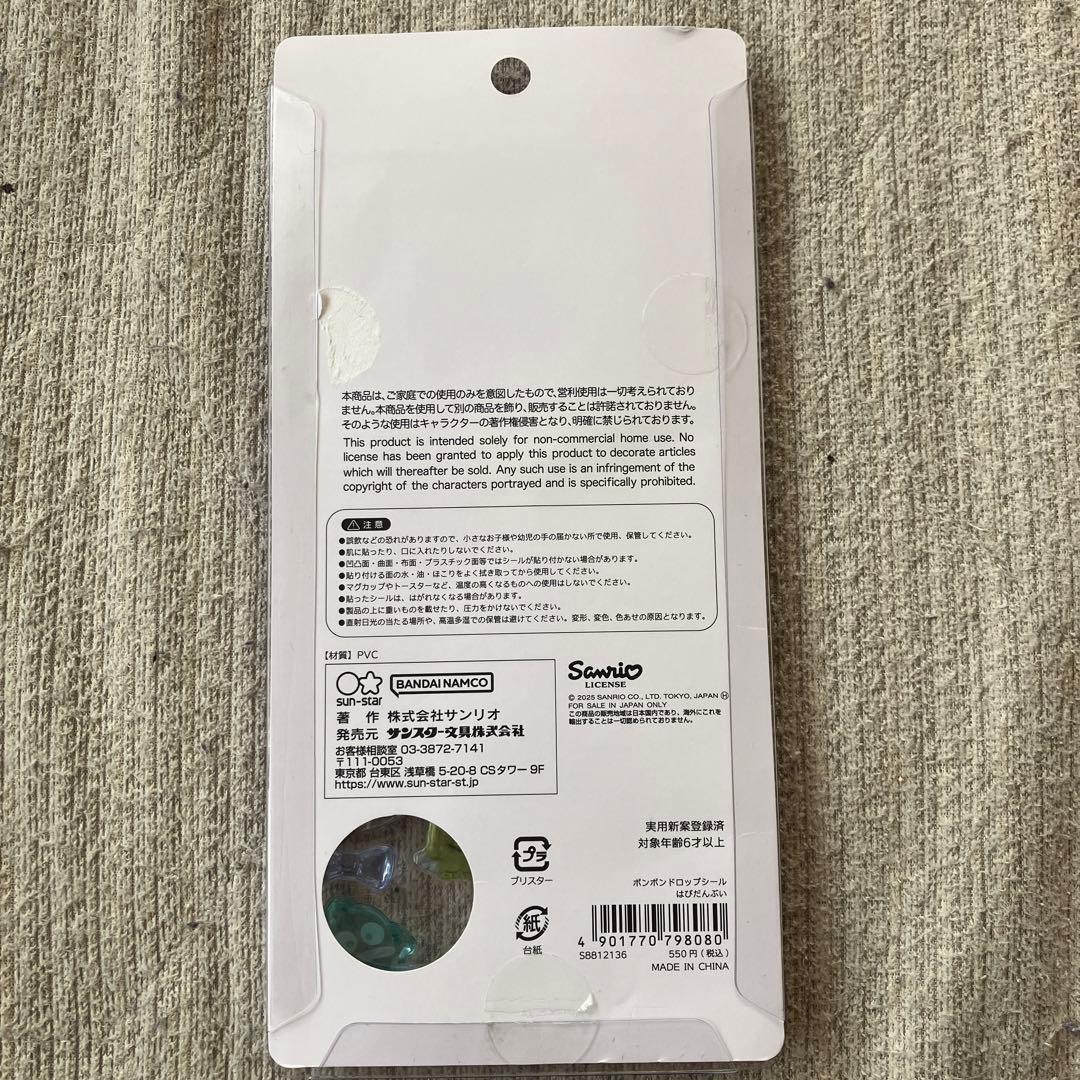 本商品は、ご家庭での使用のみを意図したもので、営利使用は一切考えられており
ません。本商品を使用して別の商品を飾り、販売することは許諾されておりません。
そのような使用はキャラクターの著作権侵害となり、明確に禁じられております。
This product is intended solely for non-commercial home use. No
license has been granted to apply this product to decorate articles
which will thereafter be sold. Any such use is an infringement of the
copyright of the characters portrayed and is specifically prohibited.
注意
●誤飲などの恐れがありますので、小さなお子様や幼児の手の届かない所で使用、保管してください。
●肌に貼ったり、口に入れたりしないでください。
●凹凸面・曲面・布面・プラスチック面等ではシールが貼り付かない場合があります。
●貼り付ける面の水・油・ほこりをよく拭き取ってから使用してください。
●マグカップやトースターなど、温度の高くなるものへの使用はしないでください。
●貼ったシールは、はがれなくなる場合があります。
●製品の上に重いものを載せたり、圧力をかけないでください。
●直射日光の当たる場所や、高温多湿での保管は避けてください。変形、変色、色あせの原因となります。
【材質】PVC
sun-star
BANDAI NAMCO
著 作 株式会社サンリオ
発売元 サンスター文具株式会社
お客様相談室 03-3872-7141
〒111-0053
東京都 台東区 浅草橋 5-20-8 CSタワー 9F
https://www.sun-star-st.jp
Sanrio
LICENSE
© 2025 SANRIO CO., LTD. TOKYO, JAPAN Ⓗ
FOR SALE IN JAPAN ONLY
この商品の販売地域は日本国内であり、海外にこれを
輸出することは一切認められておりません。
プラ
ブリスター
紙
台紙
実用新案登録済
対象年齢6才以上
ボンボンドロップシール
はぴだんぶい
4 901770 798080
S8812136 550円(税込)
MADE IN CHINA